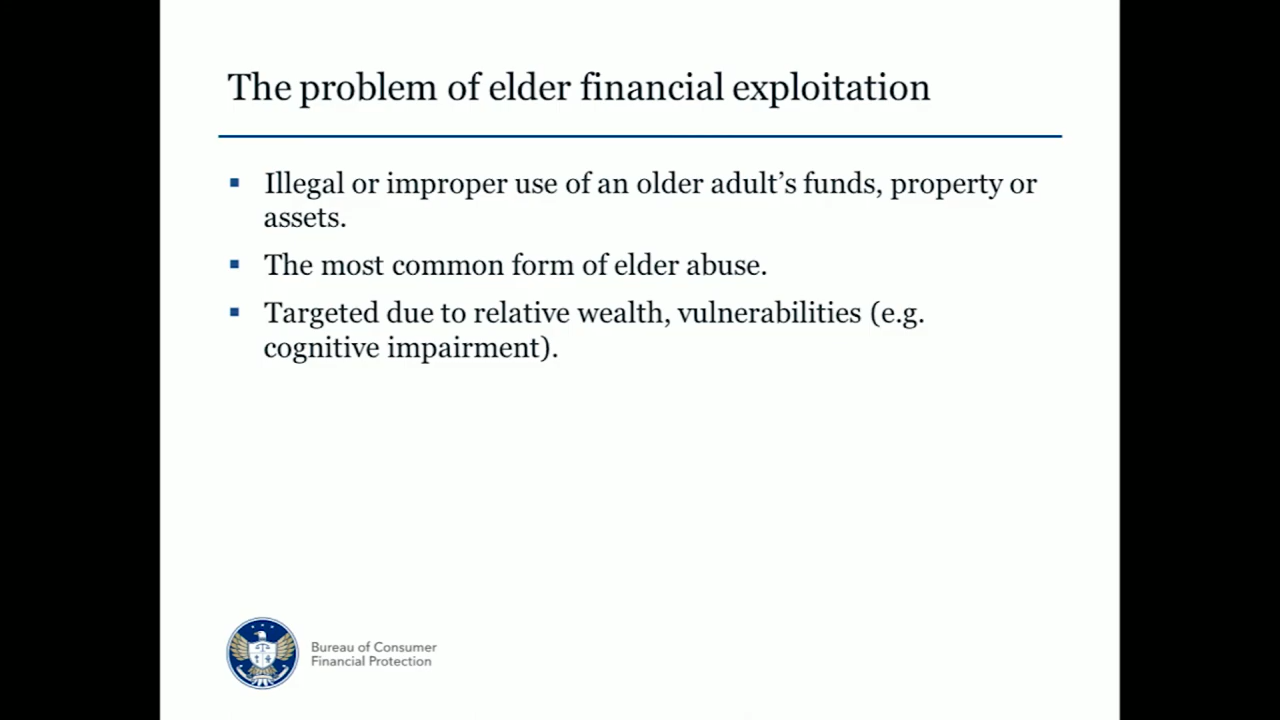 The problem of elder financial exploitation
▪ Illegal or improper use of an older adult’s funds, property or
assets.
▪ The most common form of elder abuse.
▪ Targeted due to relative wealth, vulnerabilities (e.g.
cognitive impairment).
Bureau of Consumer
Financial Protection